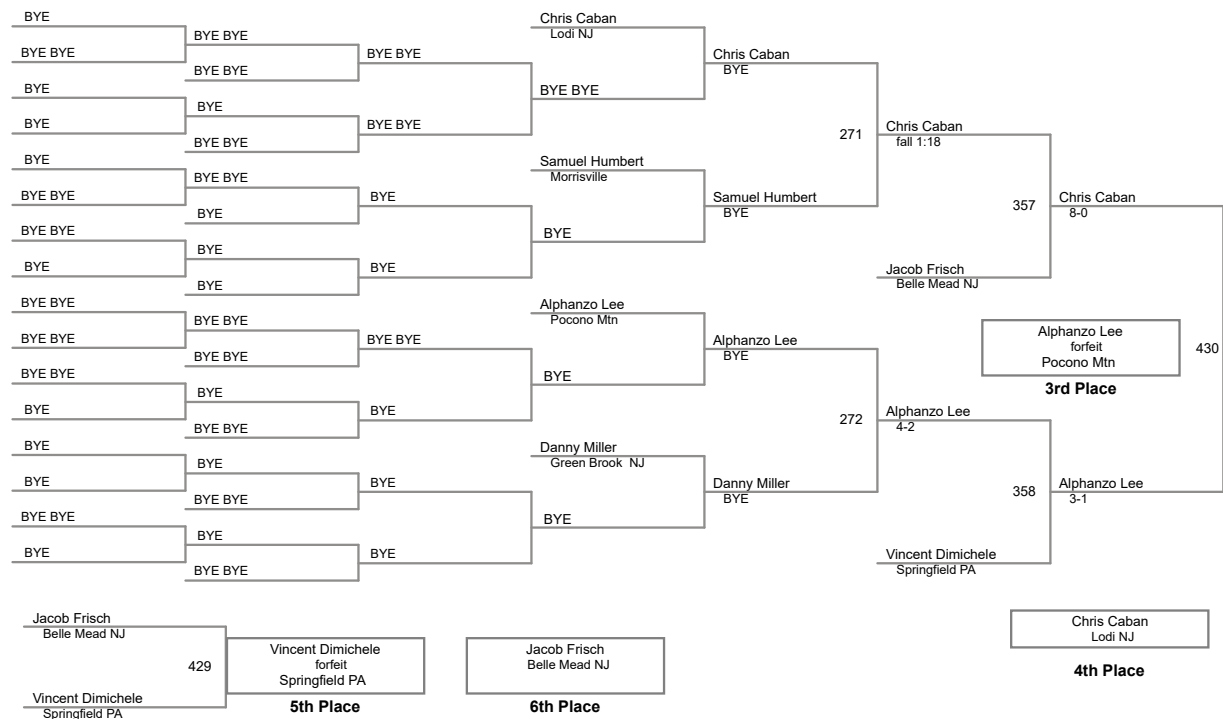 BYE
BYE BYE
BYE
BYE
BYE
BYE BYE
BYE BYE
BYE
BYE BYE
BYE BYE
BYE BYE
BYE
BYE
BYE
BYE BYE
BYE
BYE BYE
BYE BYE
BYE
BYE BYE
BYE BYE
BYE
BYE
BYE
BYE BYE
BYE BYE
BYE
BYE BYE
BYE
BYE BYE
BYE
BYE BYE
BYE BYE
BYE BYE
BYE
BYE
BYE BYE
BYE
BYE
BYE
Chris Caban
Lodi NJ
BYE BYE
Samuel Humbert
Morrisville
BYE
Alphanzo Lee
Pocono Mtn
BYE
Danny Miller
Green Brook NJ
BYE
Chris Caban
BYE
271
Samuel Humbert
BYE
Alphanzo Lee
BYE
272
Danny Miller
BYE
Chris Caban
fall 1:18
357
Jacob Frisch
Belle Mead NJ
Alphanzo Lee
4-2
358
Vincent Dimichele
Springfield PA
Chris Caban
8-0
Alphanzo Lee
forfeit
Pocono Mtn
430
3rd Place
Alphanzo Lee
3-1
Jacob Frisch
Belle Mead NJ
429
Vincent Dimichele
Springfield PA
Vincent Dimichele
forfeit
Springfield PA
5th Place
Jacob Frisch
Belle Mead NJ
6th Place
Chris Caban
Lodi NJ
4th Place